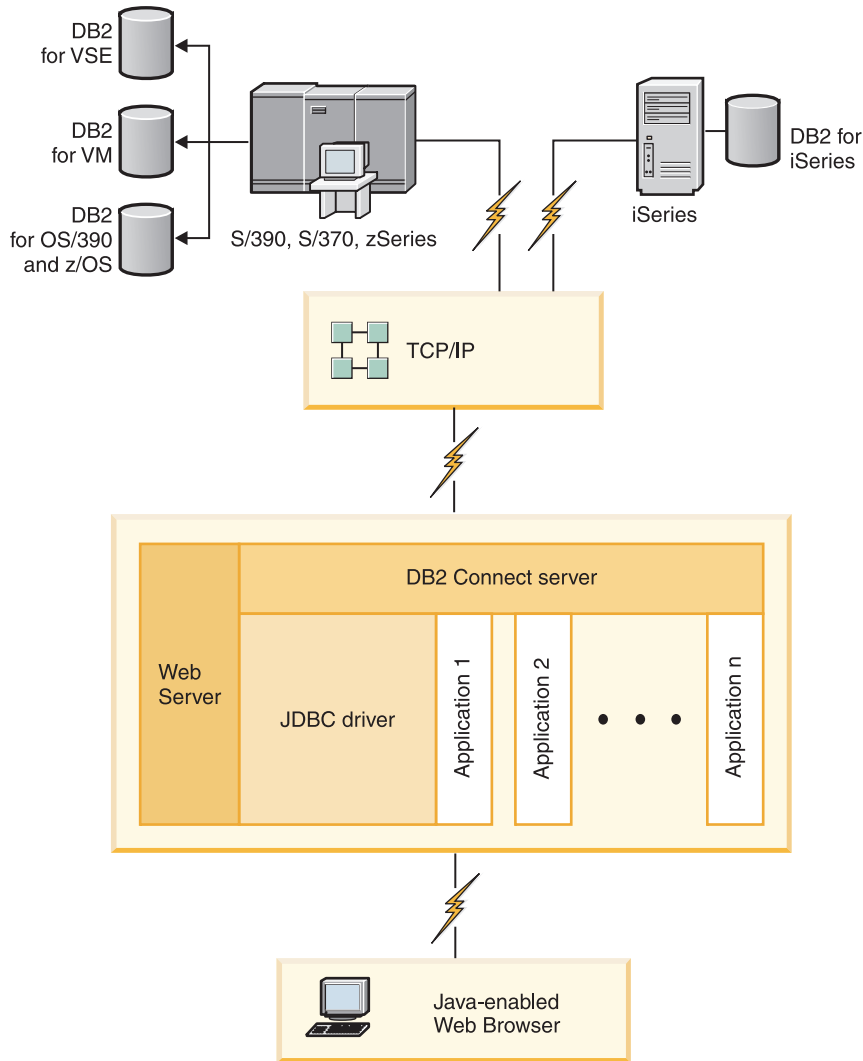 DB2
for VSE
DB2
for VM
DB2
for OS/390
and z/OS
S/390, S/370, zSeries
iSeries
DB2 for
iSeries
TCP/IP
DB2 Connect server
Web
Server
JDBC driver
Application 1
Application 2
Application n
Java-enabled
Web Browser